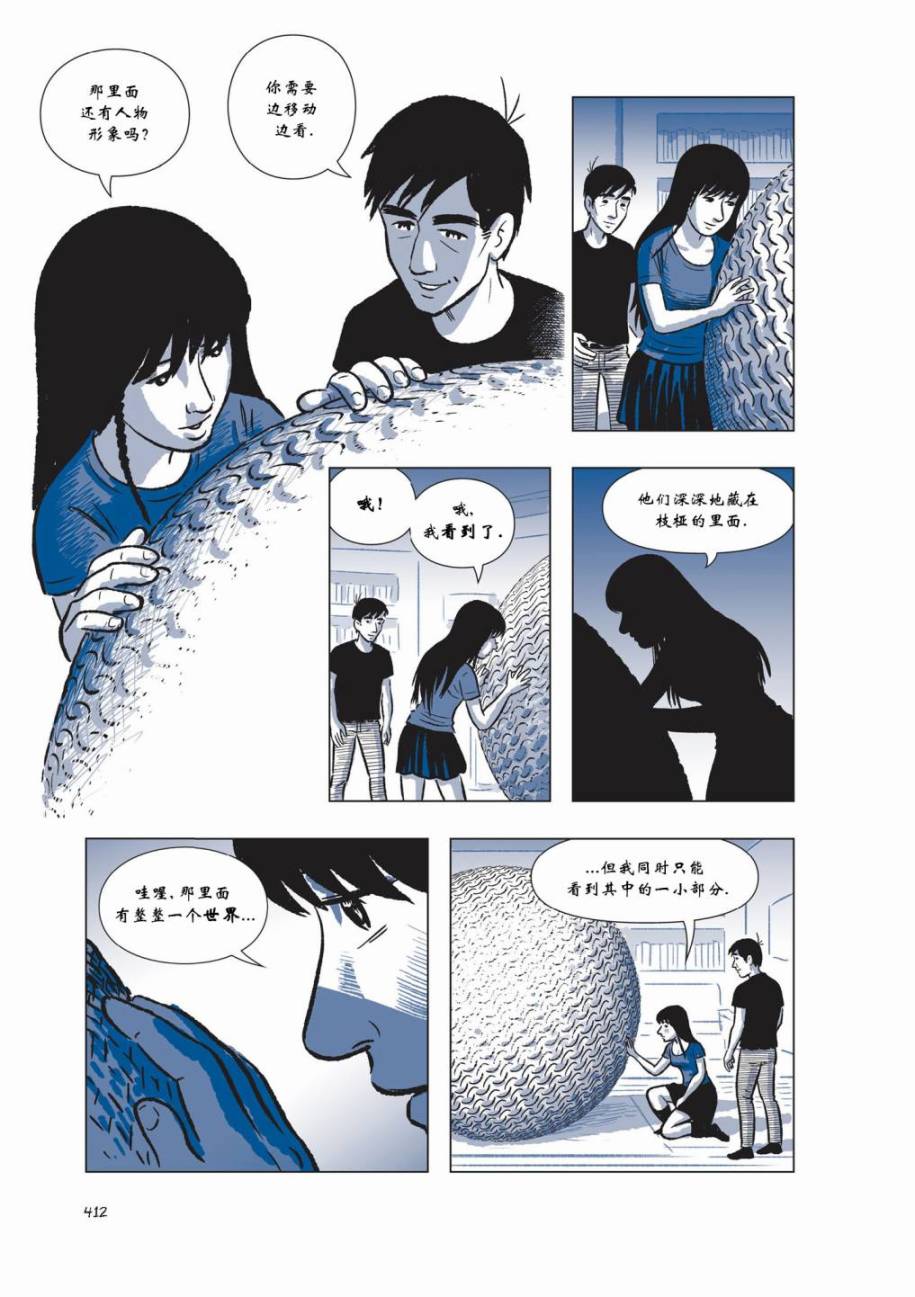 那里面
还有人物
形象吗?
你需要
边移动
边看.
哦!
哦,
我看到了.
他们深深地藏在
枝桠的里面.
哇喔,那里面
有整整一个世界...
...但我同时只能
看到其中的一小部分.
412